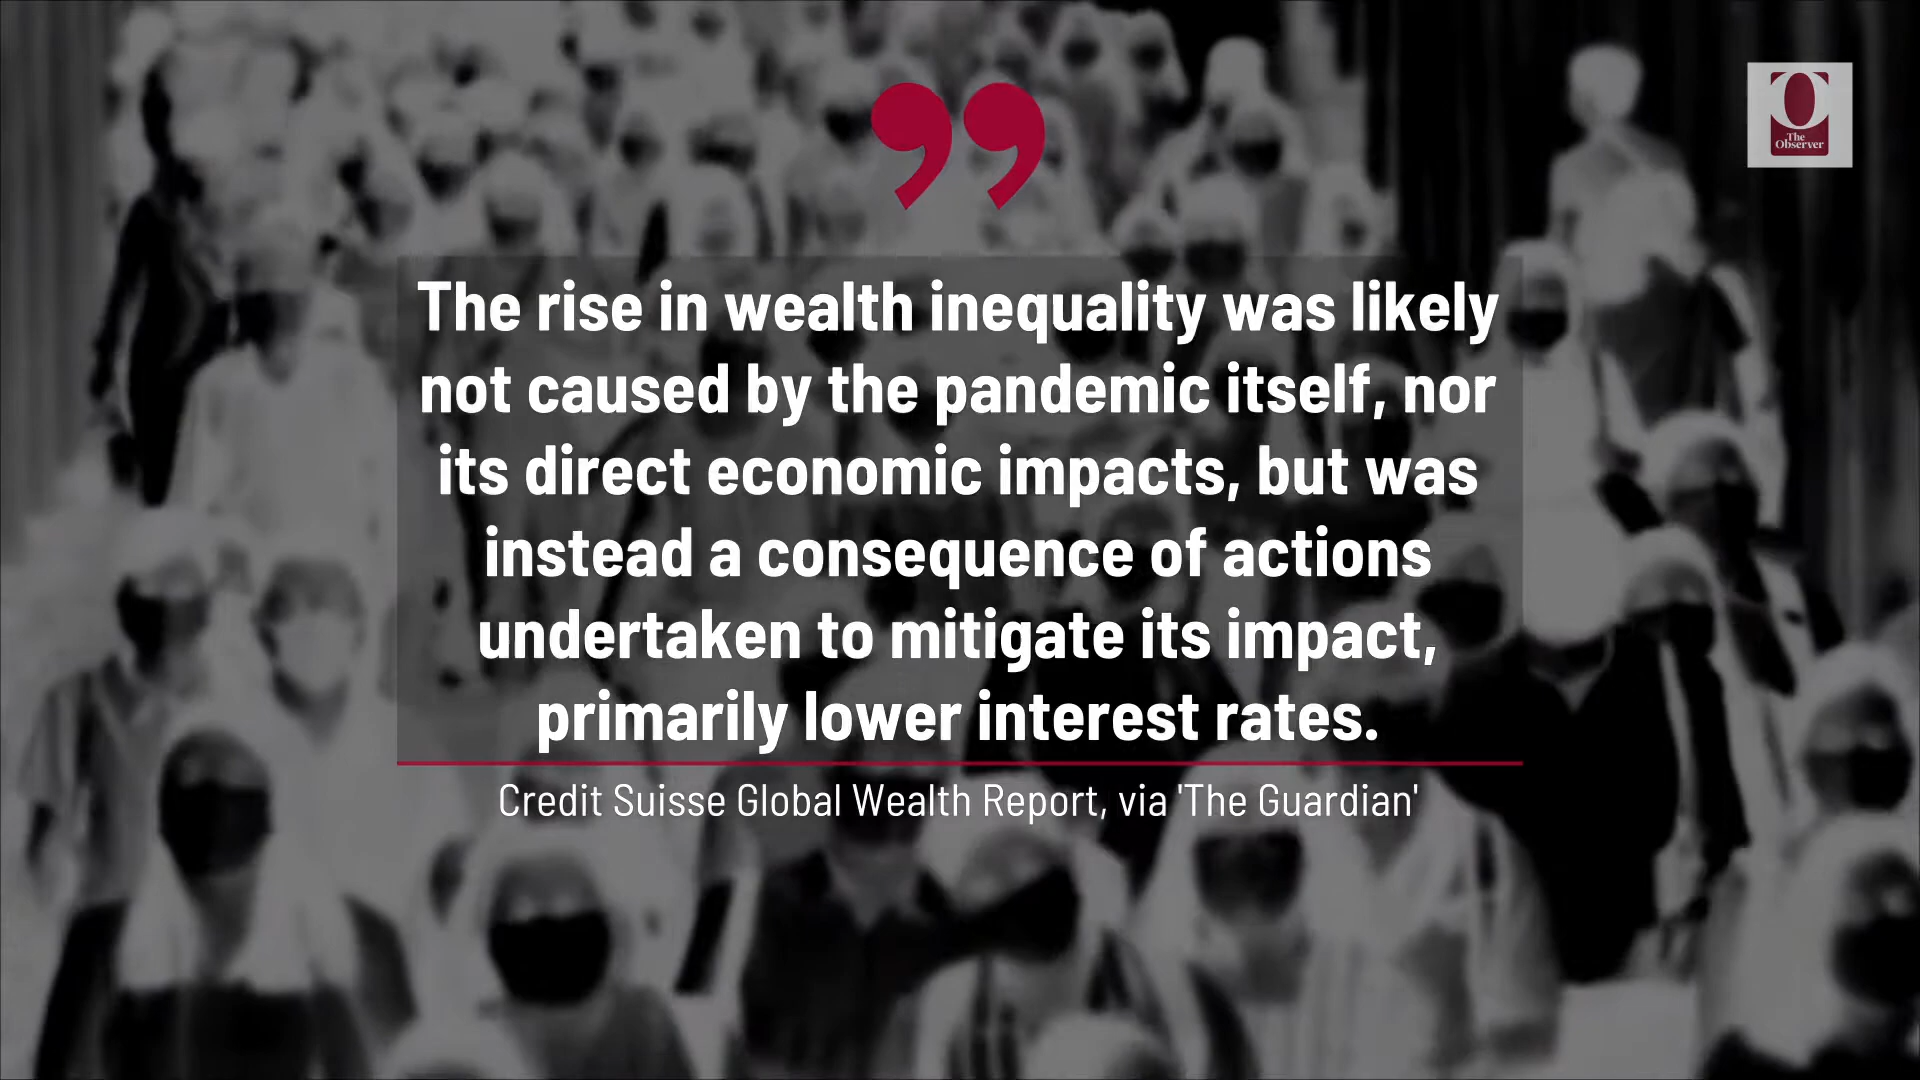 The
Observer
”
The rise in wealth inequality was likely
not caused by the pandemic itself, nor
its direct economic impacts, but was
instead a consequence of actions
undertaken to mitigate its impact,
primarily lower interest rates.
Credit Suisse Global Wealth Report, via 'The Guardian'